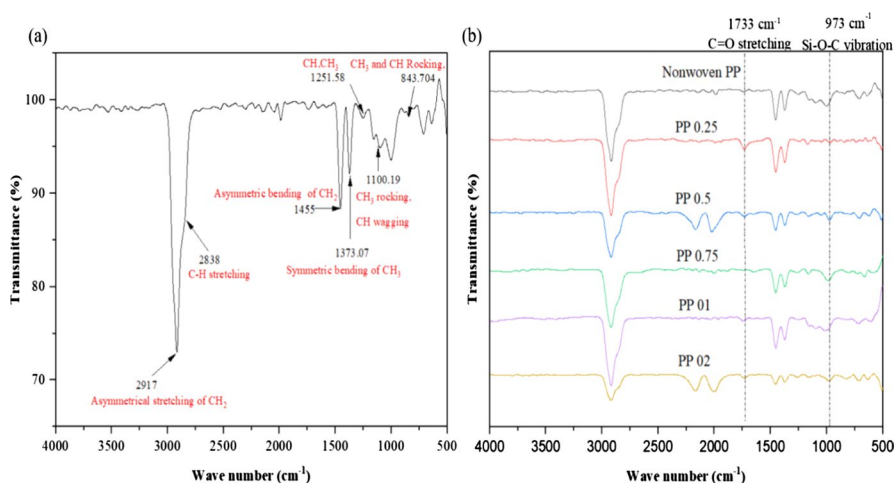 (a)
CH.CH3
1251.58
CH3 and CH Rocking,
843.704
100
90
80
70
Transmittance (%)
Asymmetric bending of CH2
1455
1100.19
CH3 rocking,
CH wagging
1373.07
Symmetric bending of CH3
2838
C-H stretching
2917
Asymmetrical stretching of CH2
4000 3500 3000 2500 2000 1500 1000 500
Wave number (cm-1)
(b)
1733 cm-1
C=O stretching
973 cm-1
Si-O-C vibration
Nonwoven PP
PP 0.25
PP 0.5
PP 0.75
PP 01
PP 02
Transmittance (%)
4000 3500 3000 2500 2000 1500 1000 500
Wave number (cm-1)